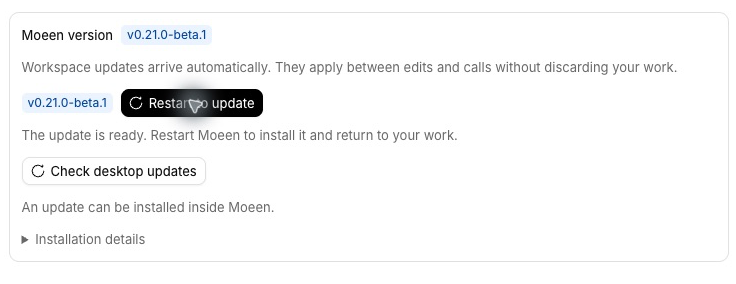 Moeen version v0.21.0-beta.1
Workspace updates arrive automatically. They apply between edits and calls without discarding your work.
v0.21.0-beta.1 Restart to update
The update is ready. Restart Moeen to install it and return to your work.
Check desktop updates
An update can be installed inside Moeen.
Installation details